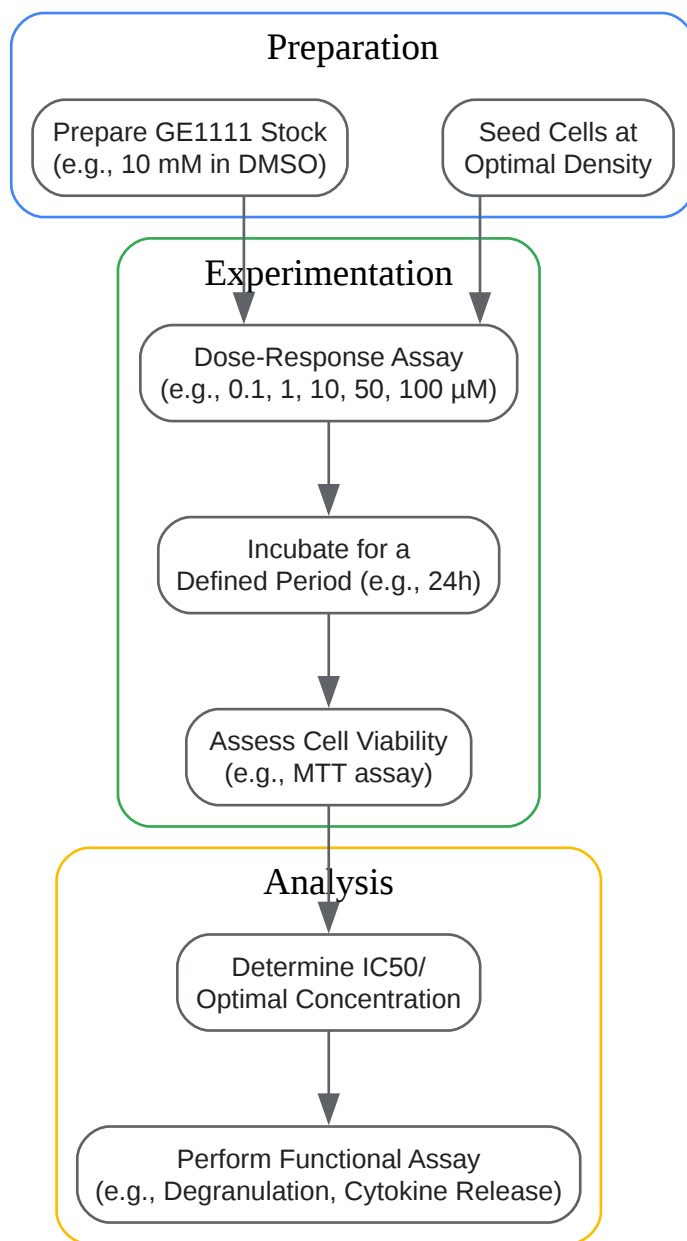 Preparation
Prepare GE1111 Stock
(e.g., 10 mM in DMSO)
Seed Cells at
Optimal Density
Experimentation
Dose-Response Assay
(e.g., 0.1, 1, 10, 50, 100 µM)
Incubate for a
Defined Period (e.g., 24h)
Assess Cell Viability
(e.g., MTT assay)
Analysis
Determine IC50/
Optimal Concentration
Perform Functional Assay
(e.g., Degranulation, Cytokine Release)